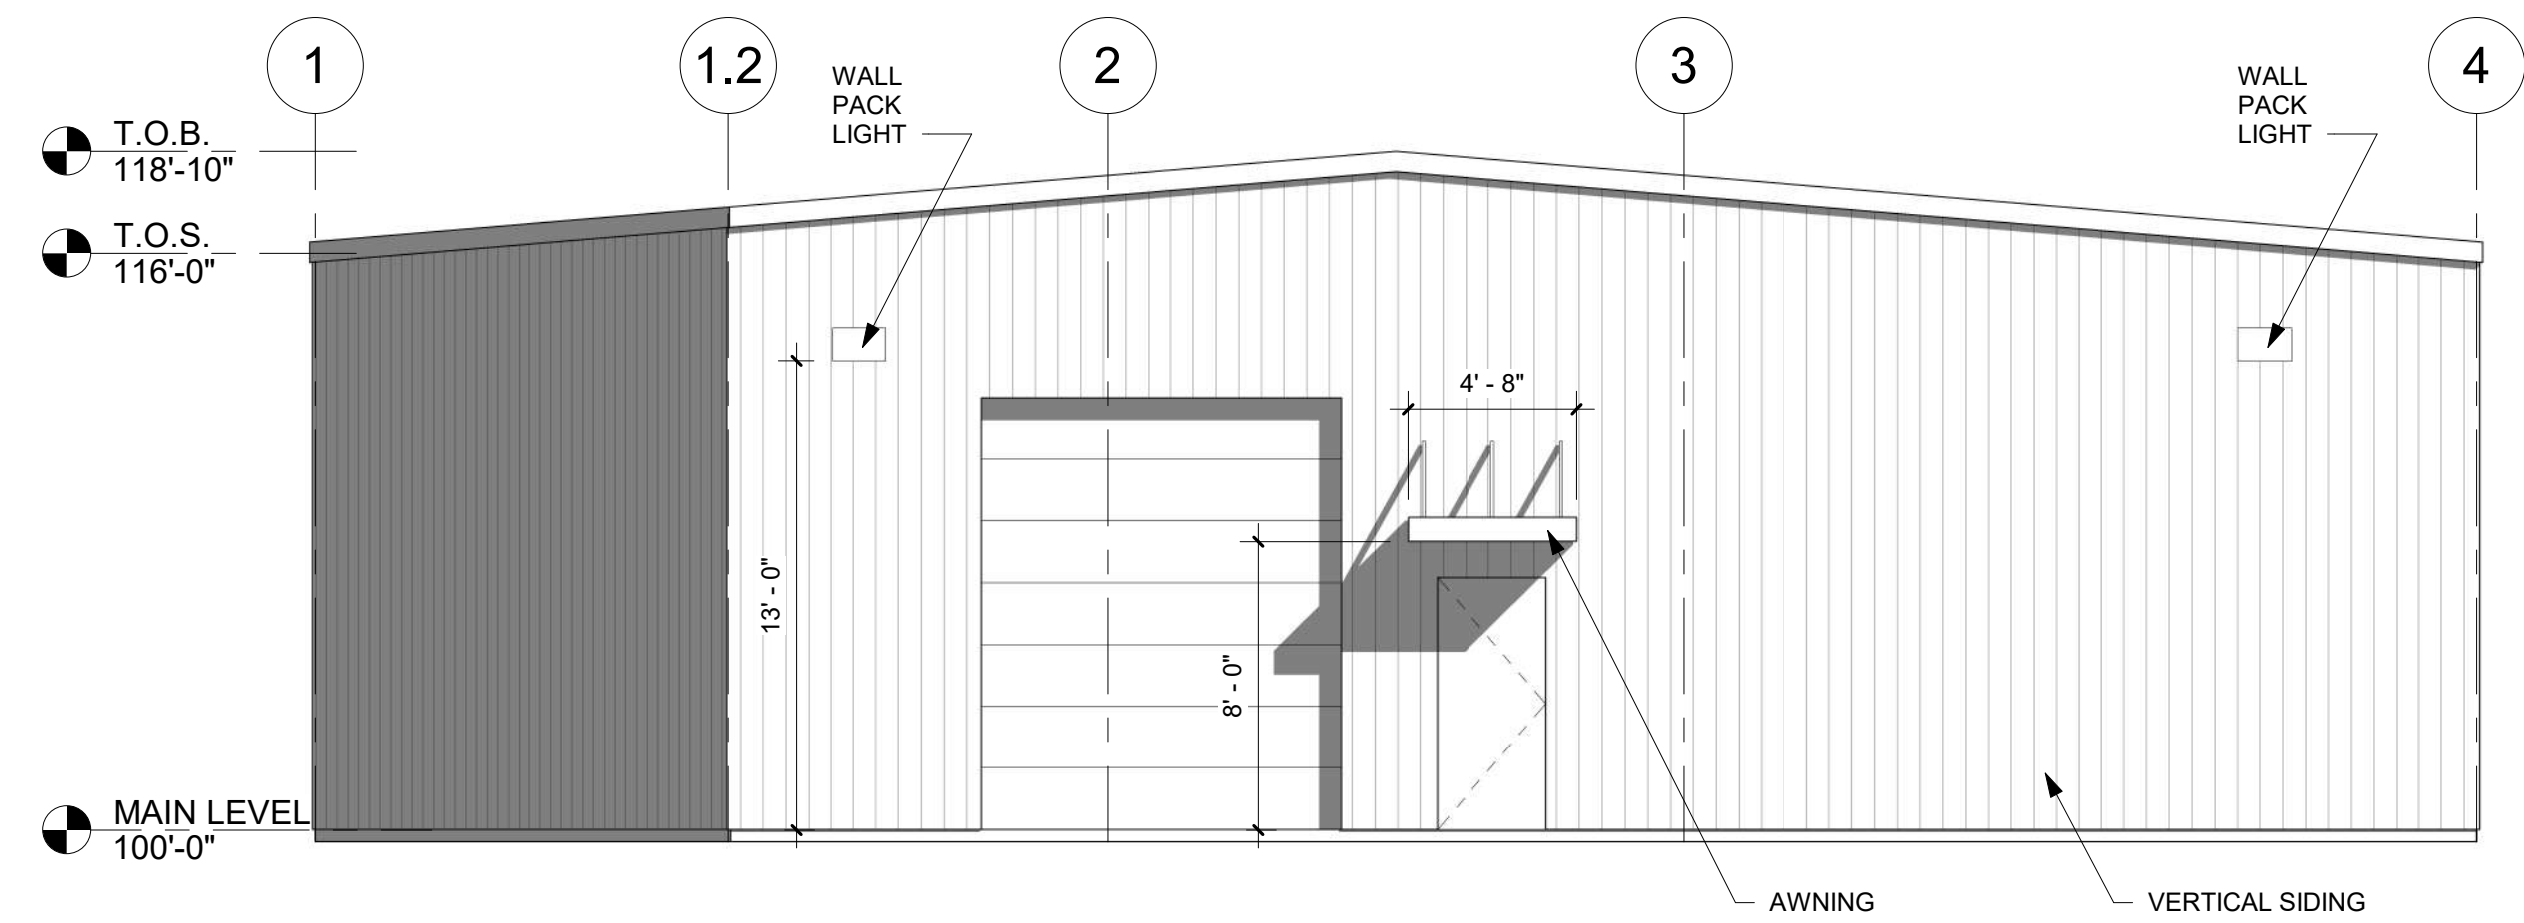 1
1.2
2
3
4
WALL
PACK
LIGHT
WALL
PACK
LIGHT
T.O.B.
118'-10"
T.O.S.
116'-0"
4' - 8"
13' - 0"
8' - 0"
MAIN LEVEL
100'-0"
AWNING
VERTICAL SIDING